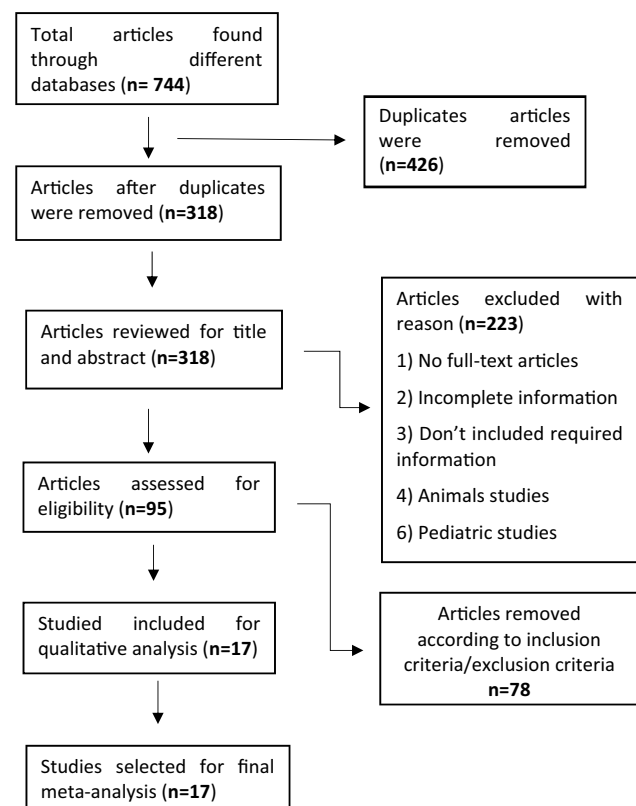 Total articles found
through different
databases (n= 744)
Duplicates articles
were removed
(n=426)
Articles after duplicates
were removed (n=318)
Articles reviewed for title
and abstract (n=318)
Articles excluded with
reason (n=223)
1) No full-text articles
2) Incomplete information
3) Don't included required
information
4) Animals studies
6) Pediatric studies
Articles assessed for
eligibility (n=95)
Articles removed
according to inclusion
criteria/exclusion criteria
n=78
Studied included for
qualitative analysis (n=17)
Studies selected for final
meta-analysis (n=17)